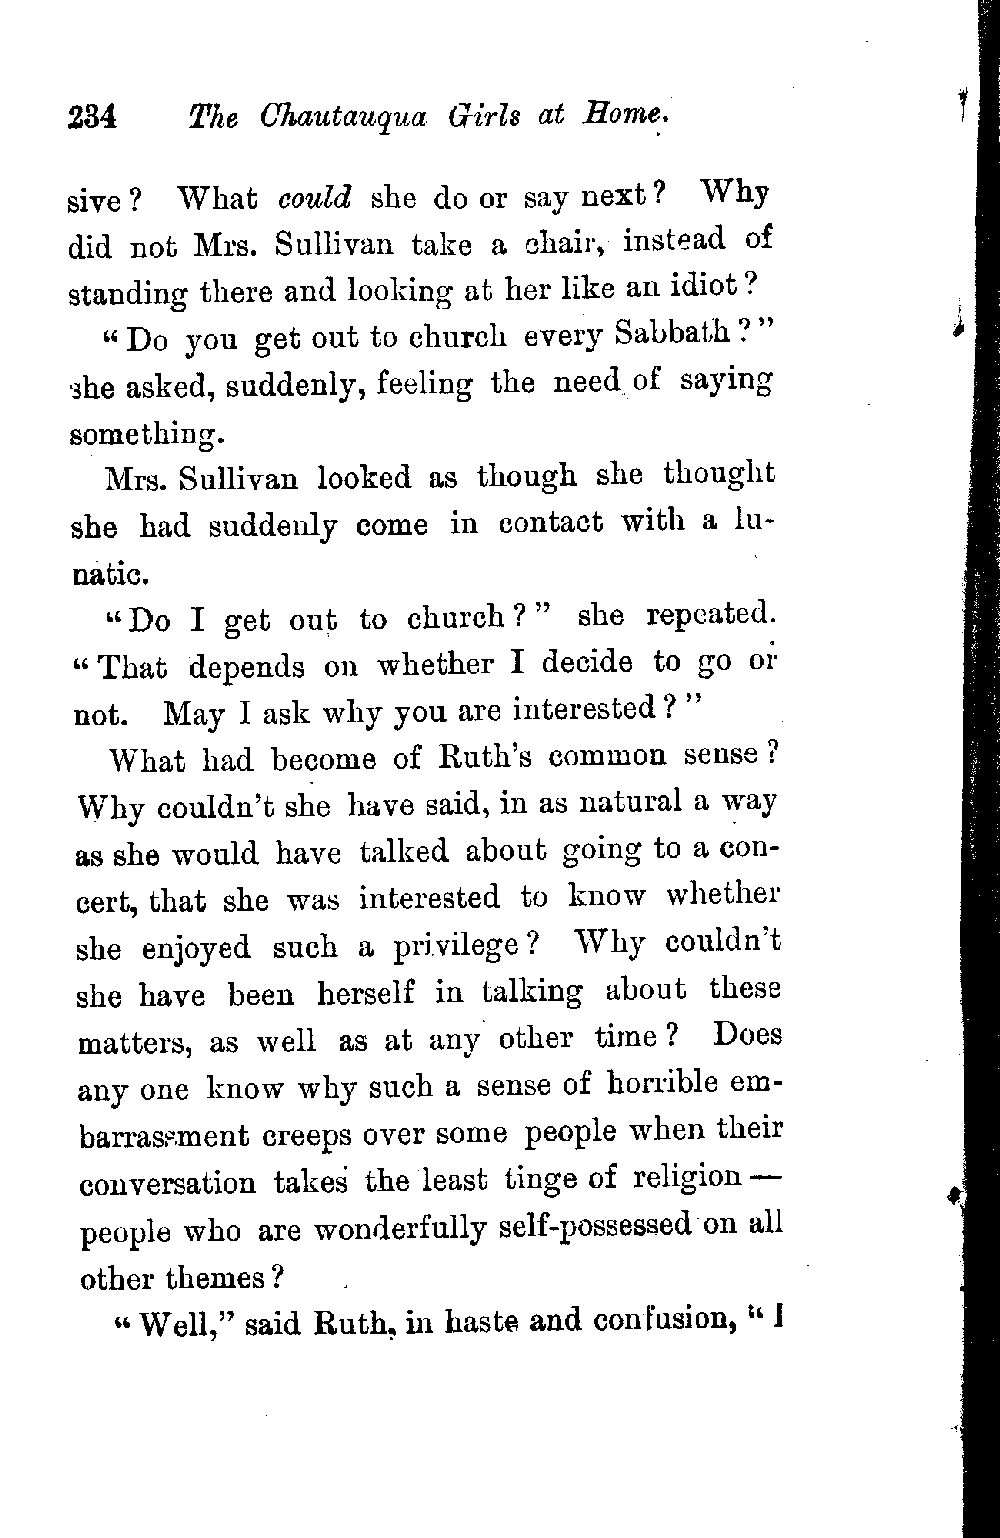 234 The Chautauqua Girls at Home.
sive? What could she do or say next? Why
did not Mrs. Sullivan take a chair, instead of
standing there and looking at her like an idiot?
“Do you get out to church every Sabbath?”
she asked, suddenly, feeling the need of saying
something.
Mrs. Sullivan looked as though she thought
she had suddenly come in contact with a lu-
natic.
“Do I get out to church?” she repeated.
“That depends on whether I decide to go or
not. May I ask why you are interested?”
What had become of Ruth’s common sense?
Why couldn’t she have said, in as natural a way
as she would have talked about going to a con-
cert, that she was interested to know whether
she enjoyed such a privilege? Why couldn’t
she have been herself in talking about these
matters, as well as at any other time? Does
any one know why such a sense of horrible em-
barrassment creeps over some people when their
conversation takes the least tinge of religion—
people who are wonderfully self-possessed on all
other themes?
“Well,” said Ruth, in haste and confusion, “I